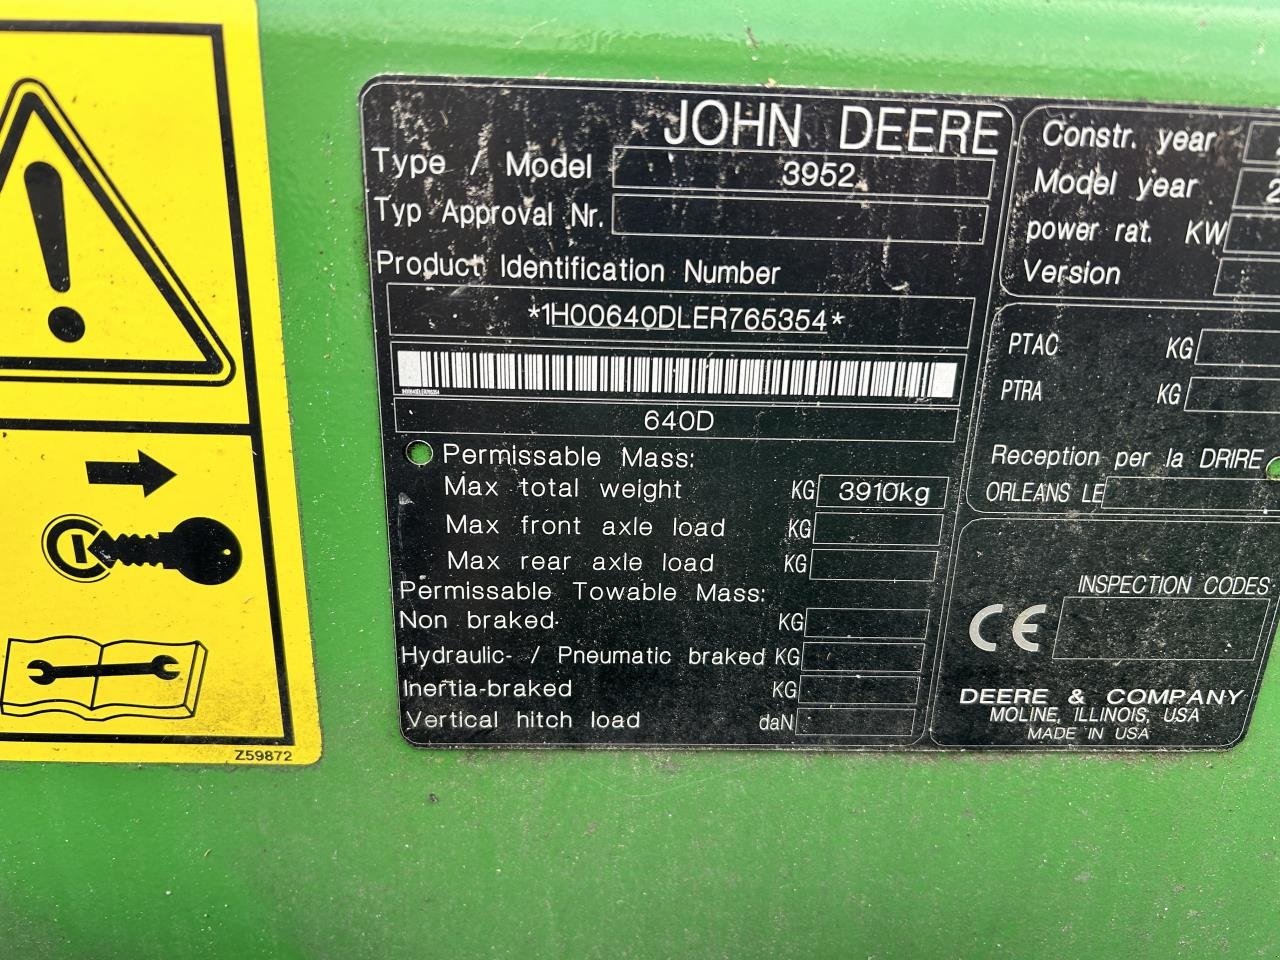 JOHN DEERE
Type / Model 3952
Typ Approval Nr.
Product Identification Number
*1H00640DLER765354*
640D
Permissable Mass:
Max total weight KG 3910kg
Max front axle load KG
Max rear axle load KG
Permissable Towable Mass:
Non braked KG
Hydraulic- / Pneumatic braked KG
Inertia-braked KG
Vertical hitch load daN
Constr. year
Model year 2
power rat. KW
Version
PTAC KG
PTRA KG
Reception per la DRIRE
ORLEANS LE
INSPECTION CODES
CE
DEERE & COMPANY
MOLINE, ILLINOIS, USA
MADE IN USA
Z59872